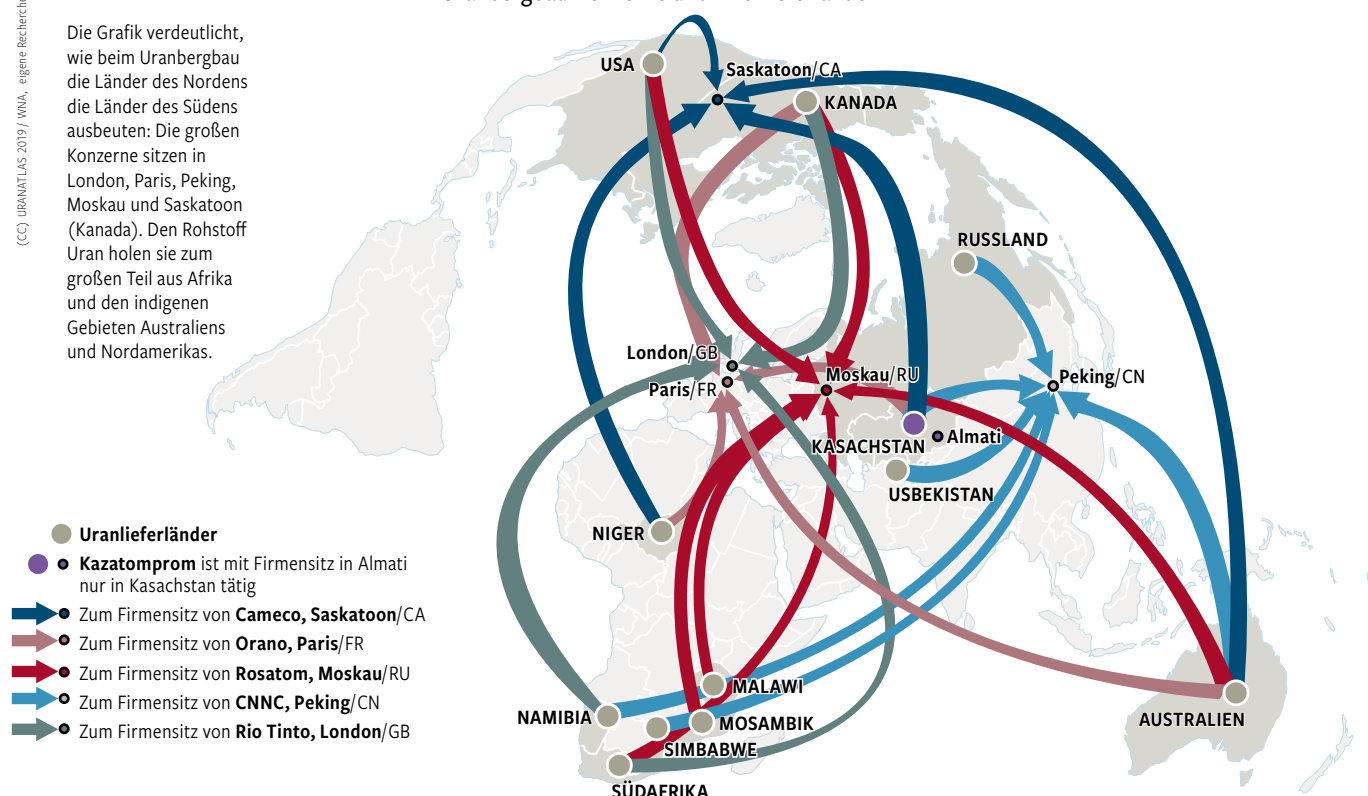 Die Grafik verdeutlicht,
wie beim Uranbergbau
die Länder des Nordens
die Länder des Südens
ausbeuten: Die großen
Konzerne sitzen in
London, Paris, Peking,
Moskau und Saskatoon
(Kanada). Den Rohstoff
Uran holen sie zum
großen Teil aus Afrika
und den indigenen
Gebieten Australiens
und Nordamerikas.
(CC) URANATLAS 2019 / WNA, eigene Recherche
USA
Saskatoon/CA
KANADA
RUSSLAND
London/GB
Paris/FR
Moskau/RU
Peking/CN
KASACHSTAN
Almati
USBEKISTAN
NIGER
MALAWI
NAMIBIA
MOSAMBIK
SIMBABWE
SÜDAFRIKA
AUSTRALIEN
Uranlieferländer
Kazatomprom ist mit Firmensitz in Almati
nur in Kasachstan tätig
Zum Firmensitz von Cameco, Saskatoon/CA
Zum Firmensitz von Orano, Paris/FR
Zum Firmensitz von Rosatom, Moskau/RU
Zum Firmensitz von CNNC, Peking/CN
Zum Firmensitz von Rio Tinto, London/GB